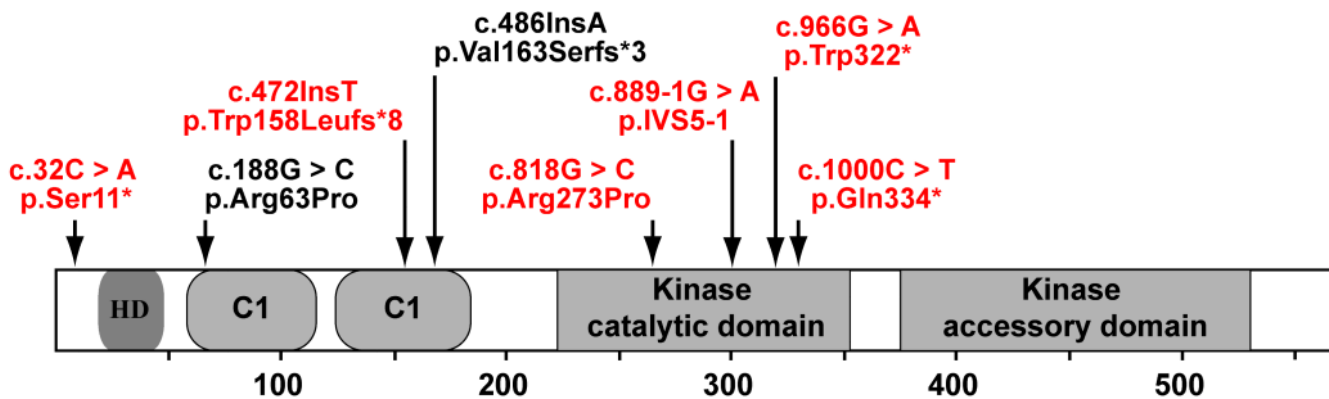 c.486InsA
p.Val163Serfs*3
c.966G > A
p.Trp322*
c.472InsT
p.Trp158Leufs*8
c.889-1G > A
p.IVS5-1
c.32C > A
p.Ser11*
c.188G > C
p.Arg63Pro
c.818G > C
p.Arg273Pro
c.1000C > T
p.Gln334*
HD
C1
C1
Kinase
catalytic domain
Kinase
accessory domain
100 200 300 400 500